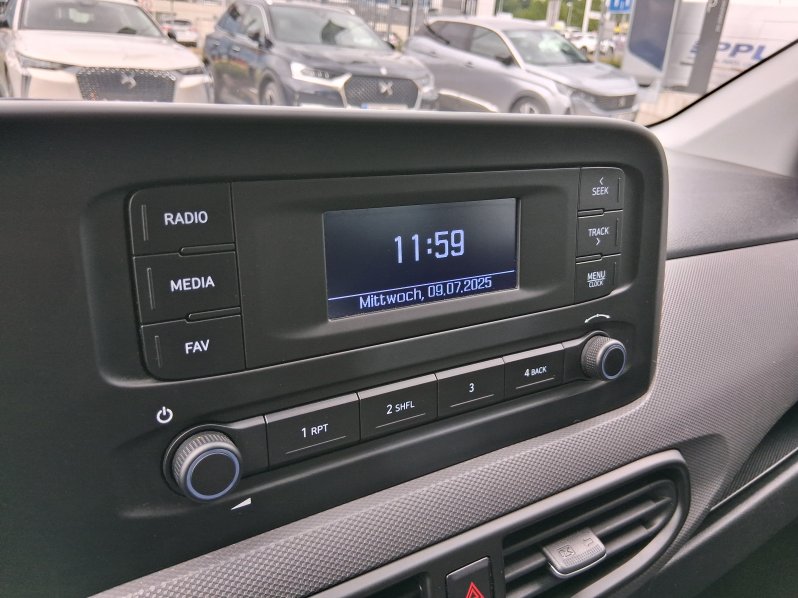 PPL
RADIO
MEDIA
FAV
11:59
Mittwoch, 09.07.2025
SEEK
TRACK
MENU
CLOCK
1 RPT
2 SHFL
3
4 BACK